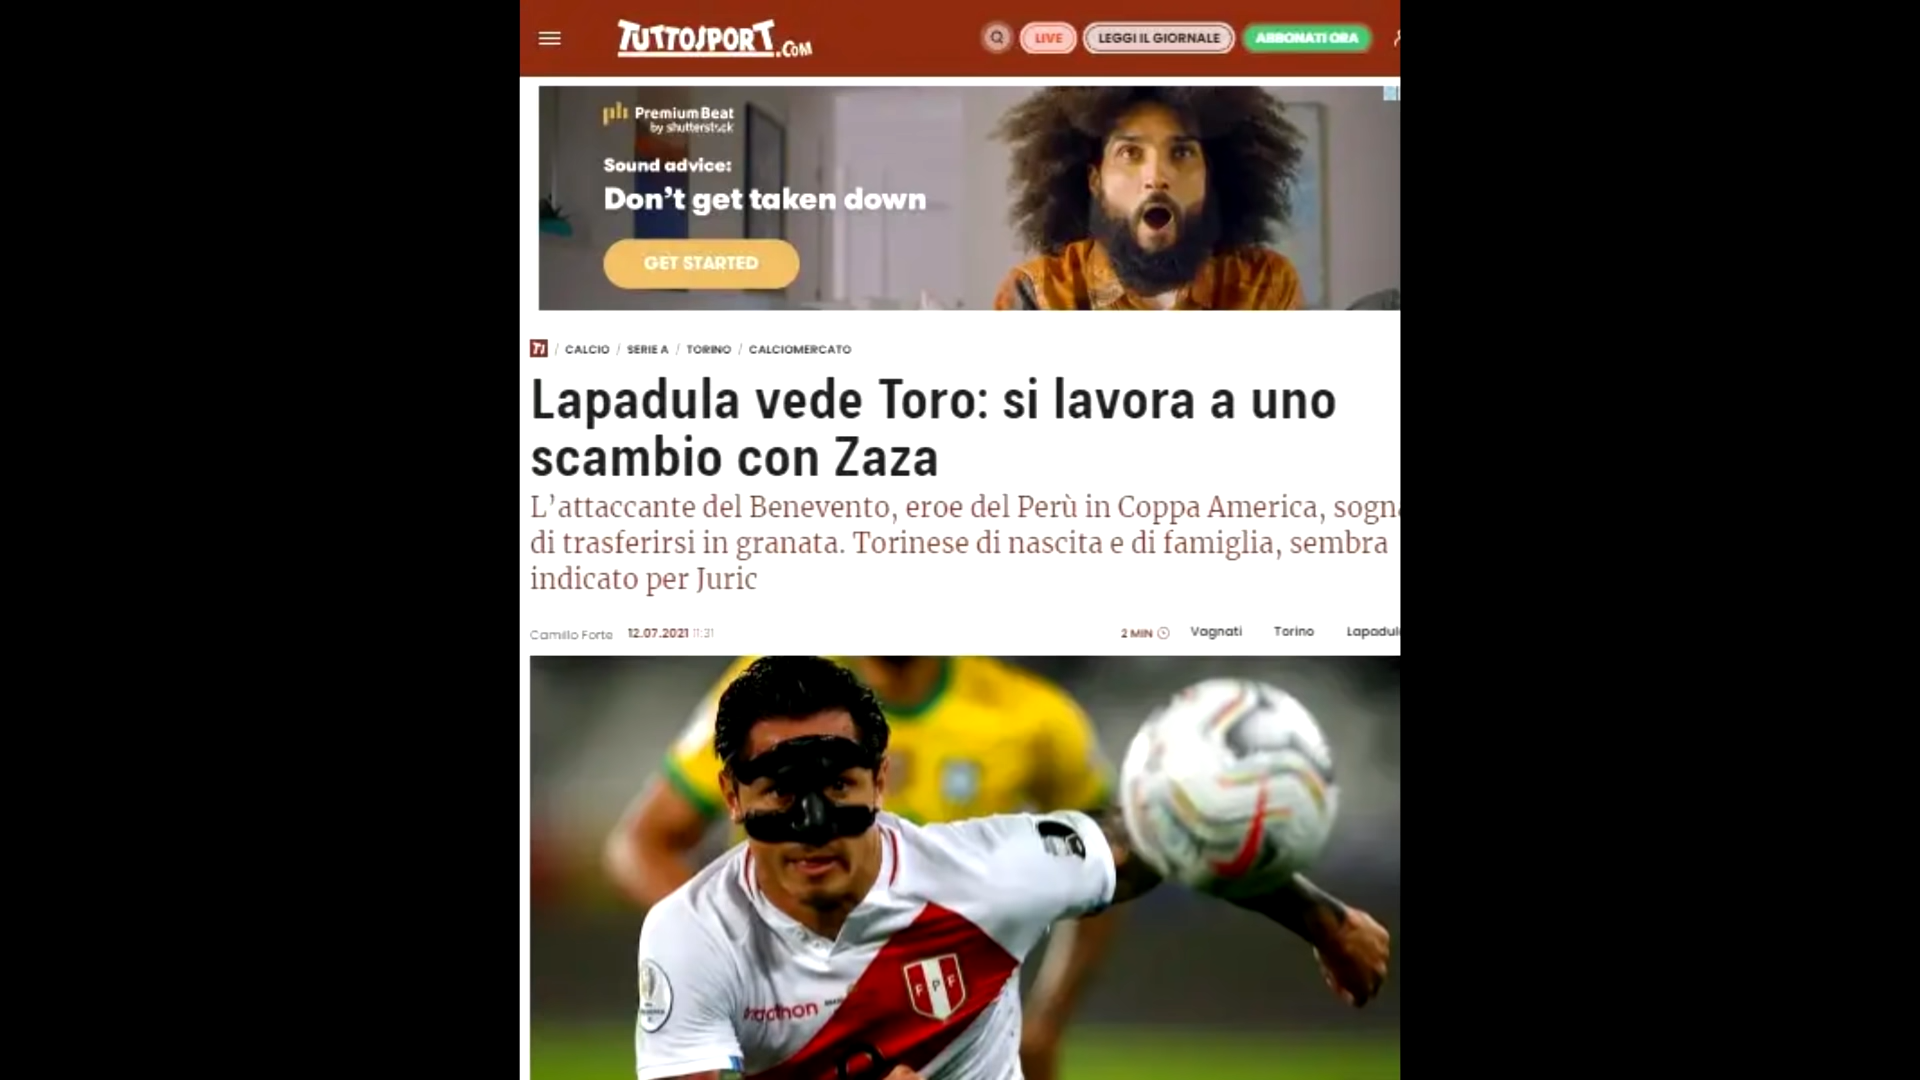 TUTTOSPORT.COM
LIVE
LEGGI IL GIORNALE
ABBONATI ORA
PremiumBeat
by shutterstock
Sound advice:
Don't get taken down
GET STARTED
/ CALCIO / SERIE A / TORINO / CALCIOMERCATO
Lapadula vede Toro: si lavora a uno
scambio con Zaza
L’attaccante del Benevento, eroe del Perù in Coppa America, sogna
di trasferirsi in granata. Torinese di nascita e di famiglia, sembra
indicato per Juric
Camillo Forte 12.07.2021 11:31
2 MIN Vagnati Torino Lapadula
FPF